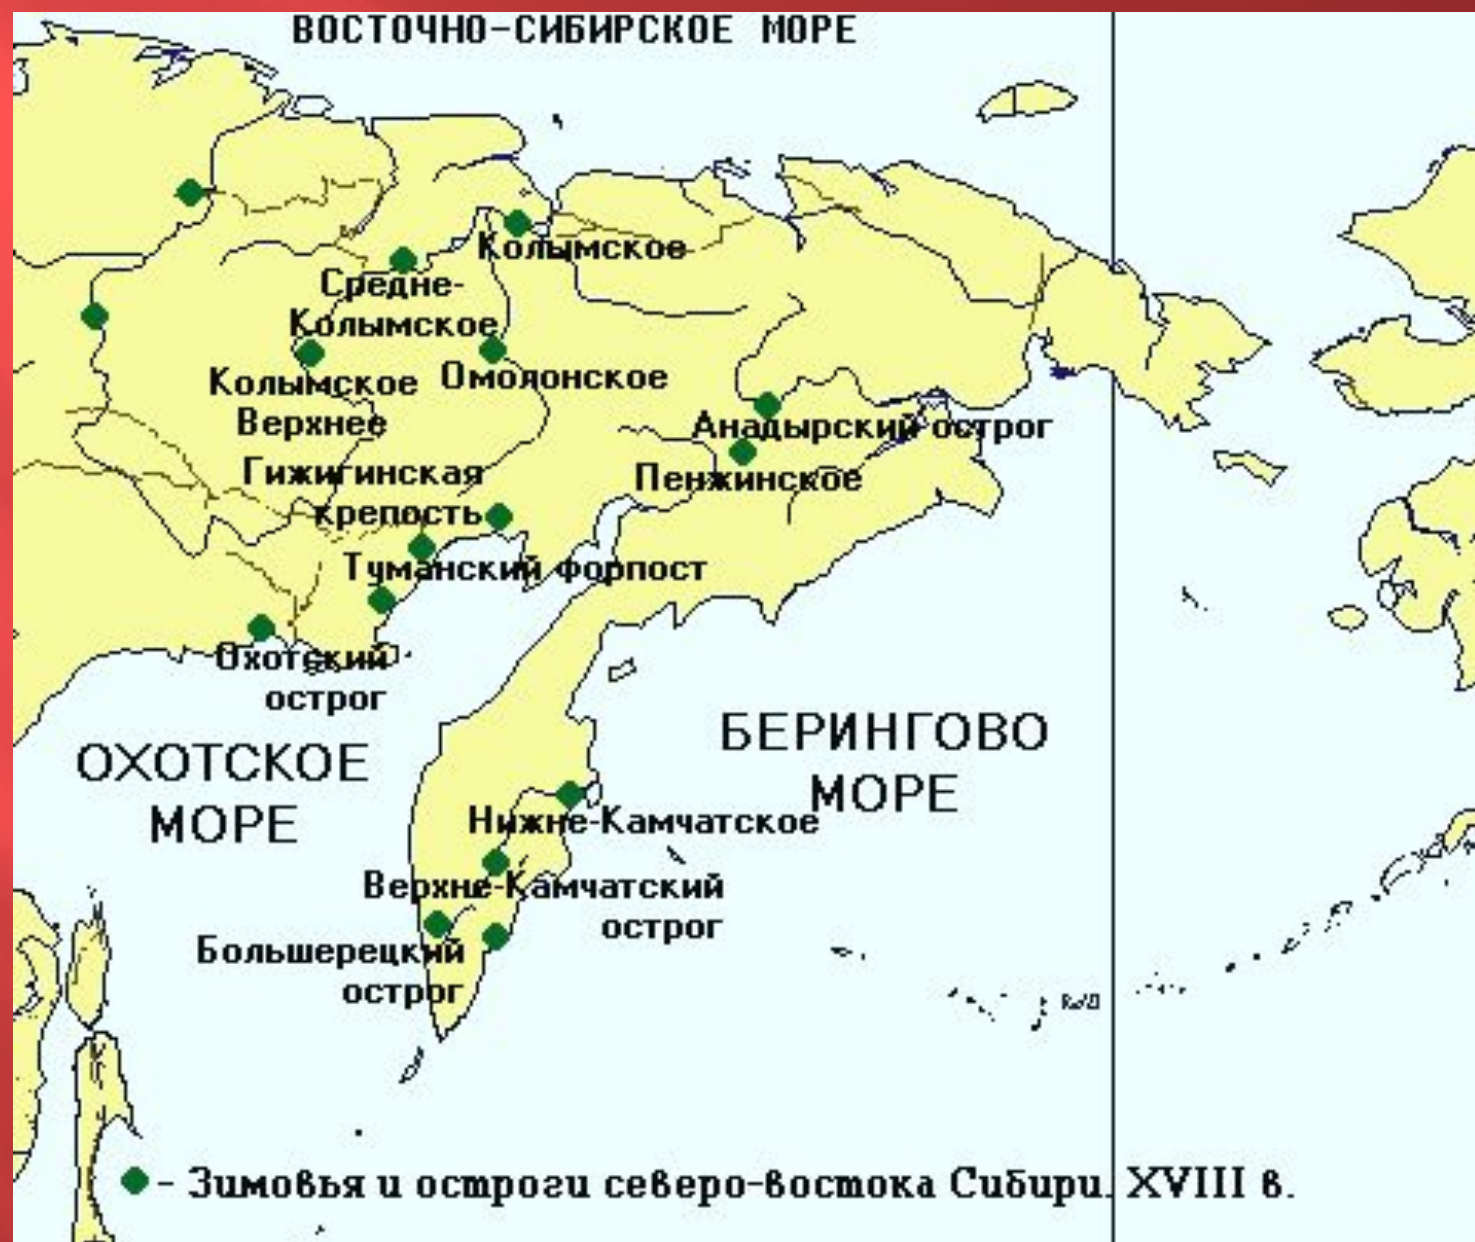 ВОСТОЧНО-СИБИРСКОЕ МОРЕ
Колымское
Средне-
Колымское
Колымское
Верхнее
Омолонское
Анадырский острог
Пенжинское
Гижигинская
крепость
Туманский форпост
Охотский
острог
ОХОТСКОЕ
МОРЕ
БЕРИНГОВО
МОРЕ
Нижне-Камчатское
Верхне-Камчатский
острог
Большерецкий
острог
- Зимовья и остроги северо-востока Сибири. XVIII в.